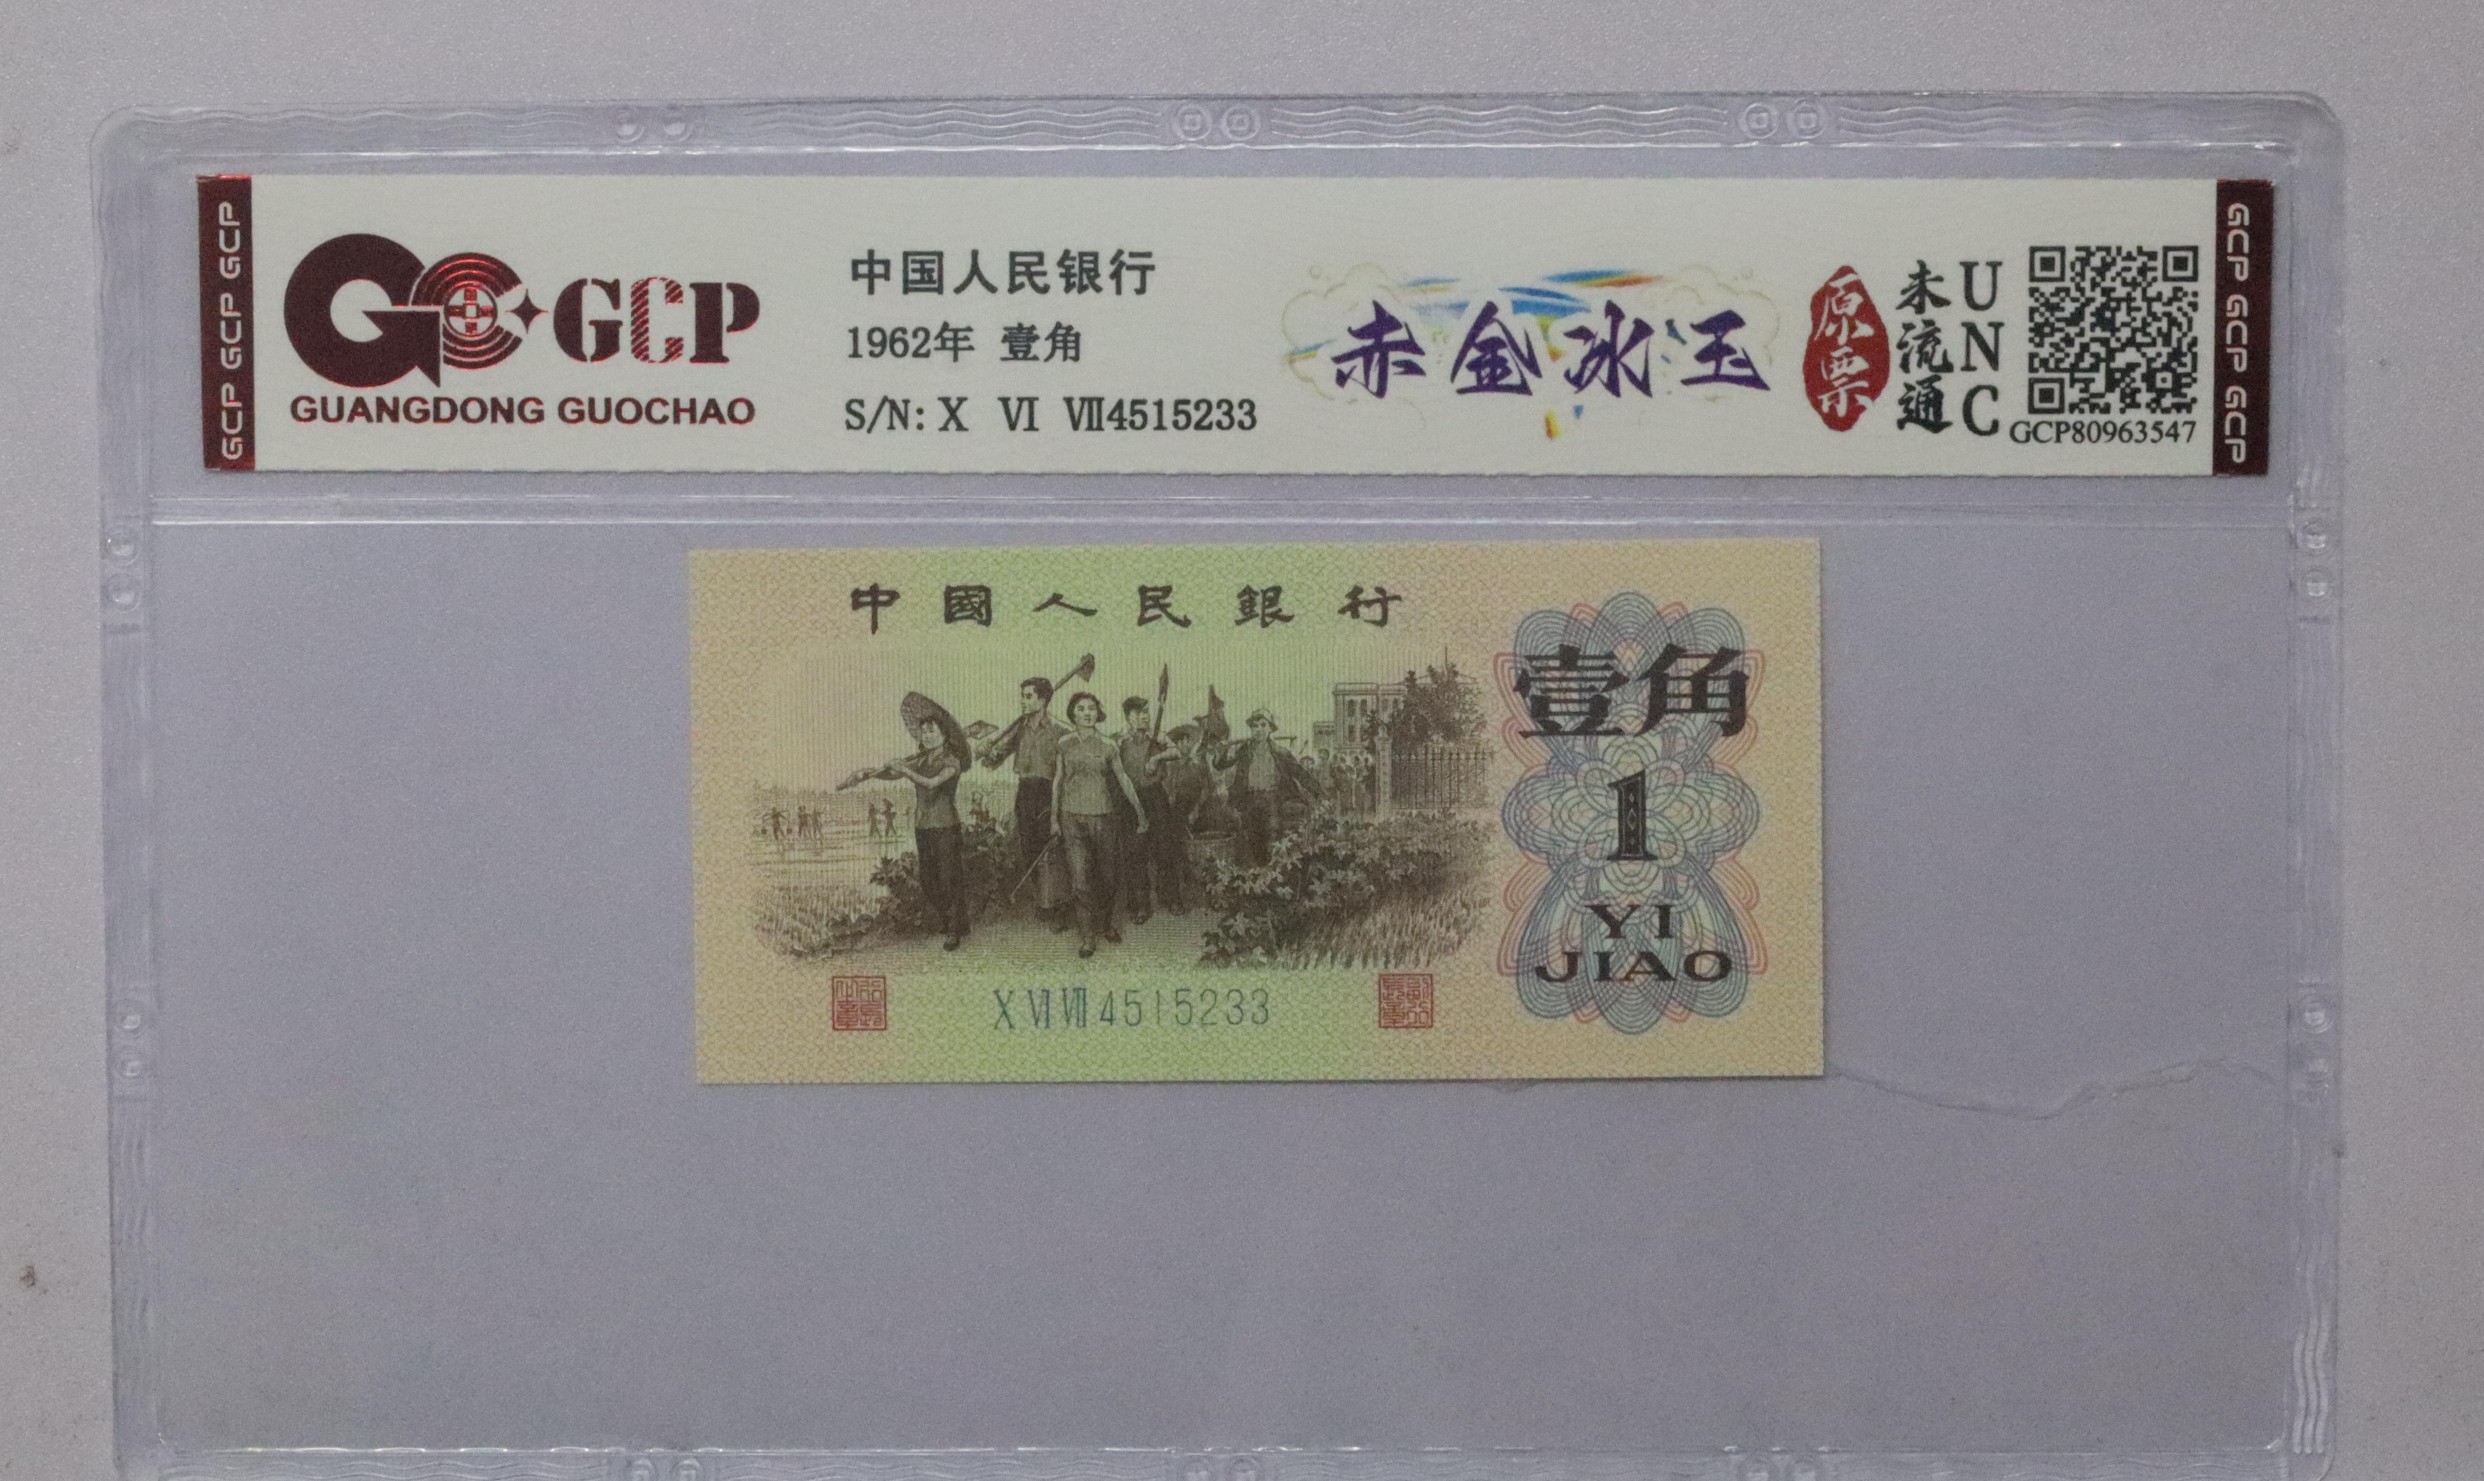 GCP GCP GCP
GCP
GUANGDONG GUOCHAO
中国人民银行
1962年 壹角
S/N: X VI VII4515233
赤金冰玉
原票
未流通
UNC
GCP80963547
GCP GCP GCP
中國人民銀行
壹角
1
YI
JIAO
X VI VII 4515233